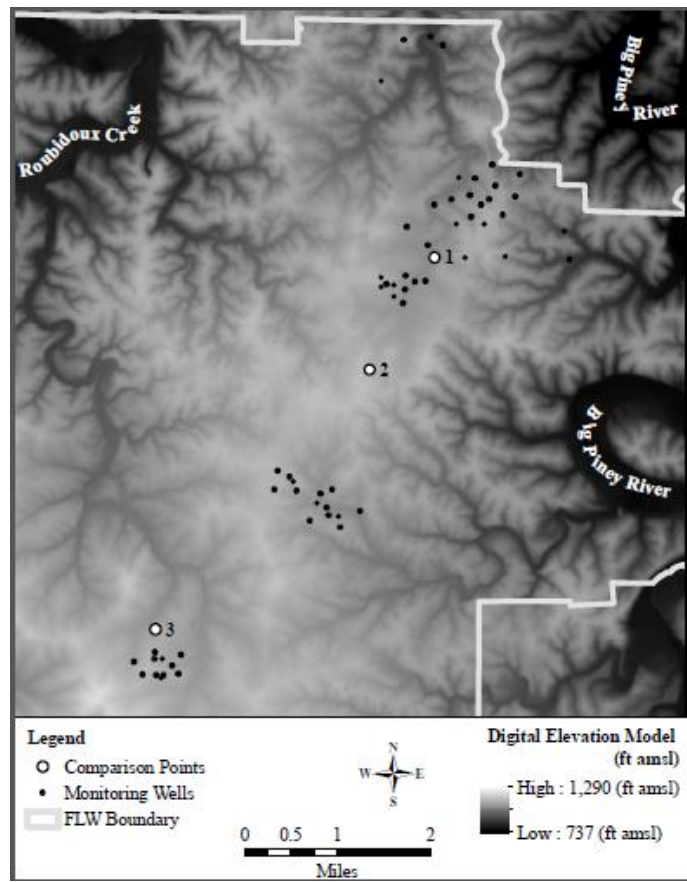 Big Piney
River
Roubidoux Creek
1
2
Big Piney River
3
Legend
Comparison Points
Monitoring Wells
FLW Boundary
N
W E
S
0 0.5 1 2
Miles
Digital Elevation Model
(ft amsl)
High : 1,290 (ft amsl)
Low : 737 (ft amsl)